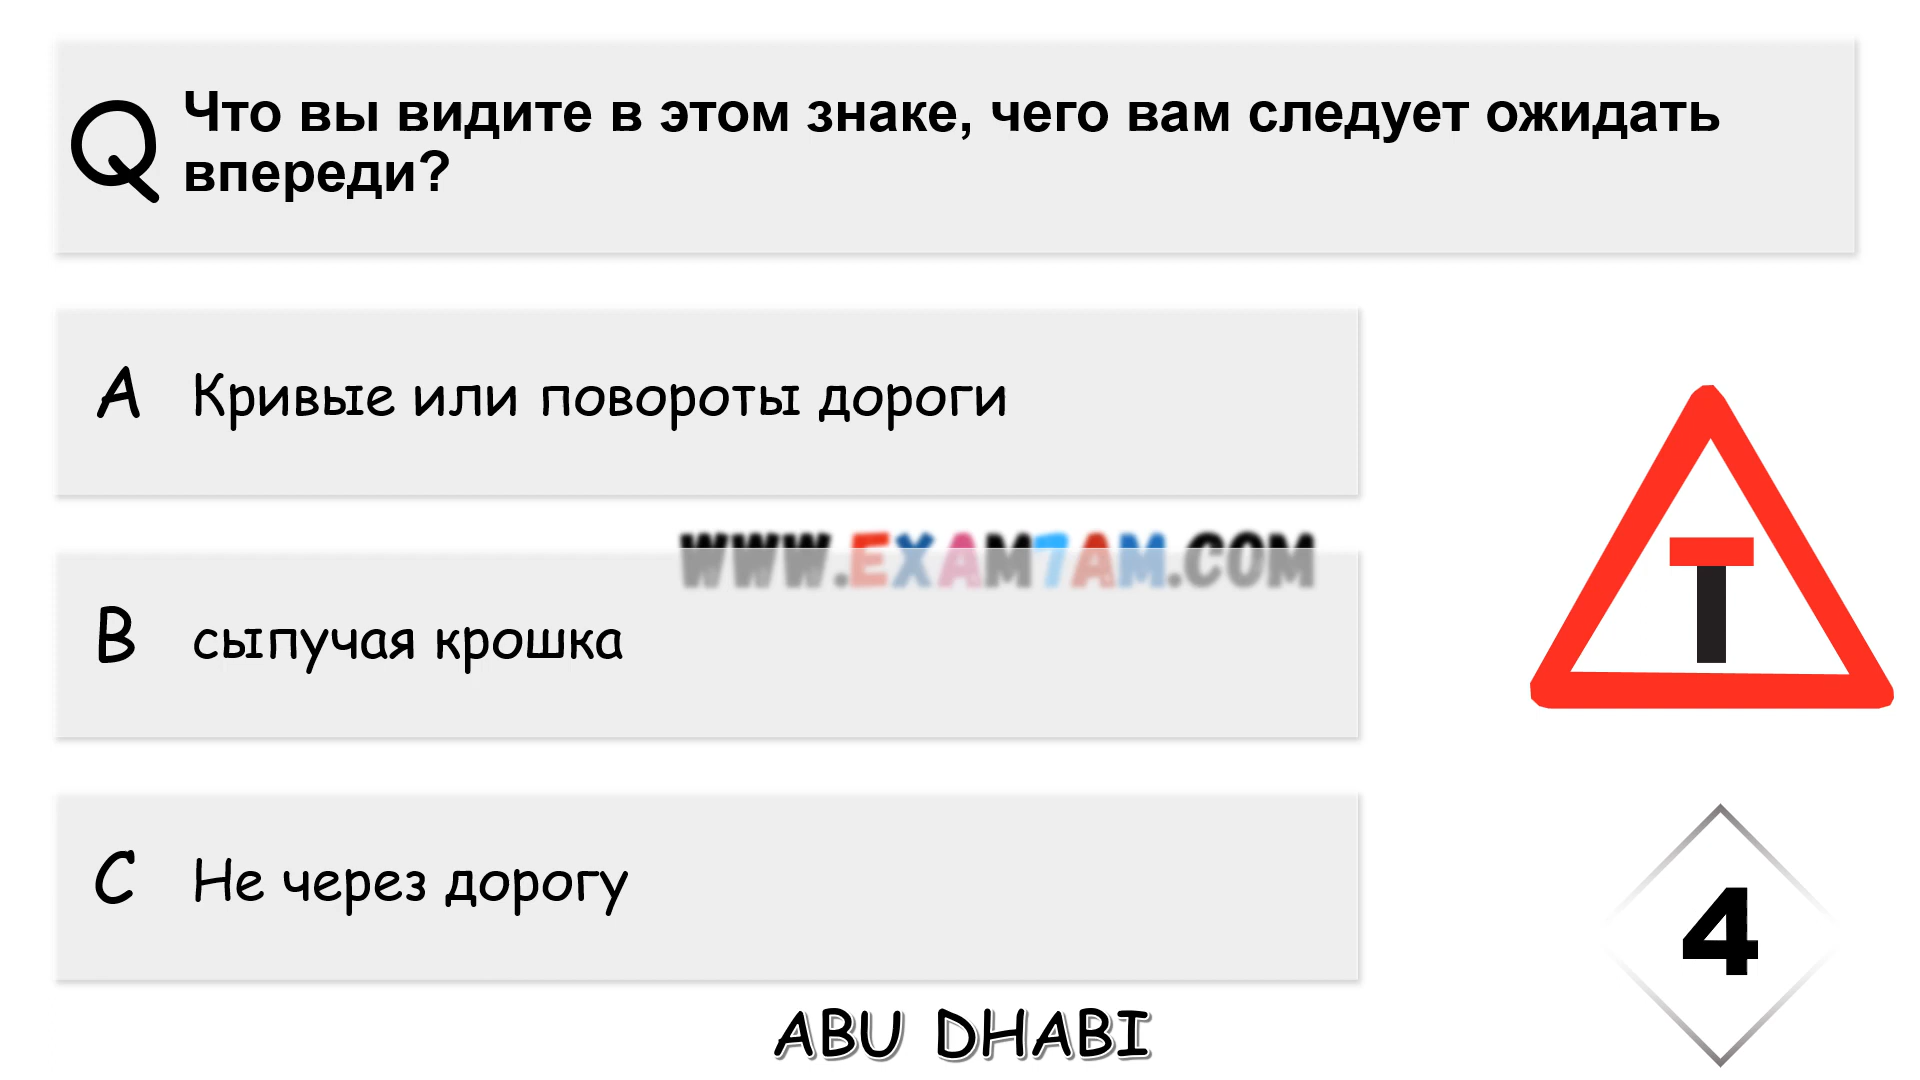 Q
Что вы видите в этом знаке, чего вам следует ожидать
впереди?
A Кривые или повороты дороги
WWW.EXAM7AM.COM
B сыпучая крошка
C Не через дорогу
4
ABU DHABI